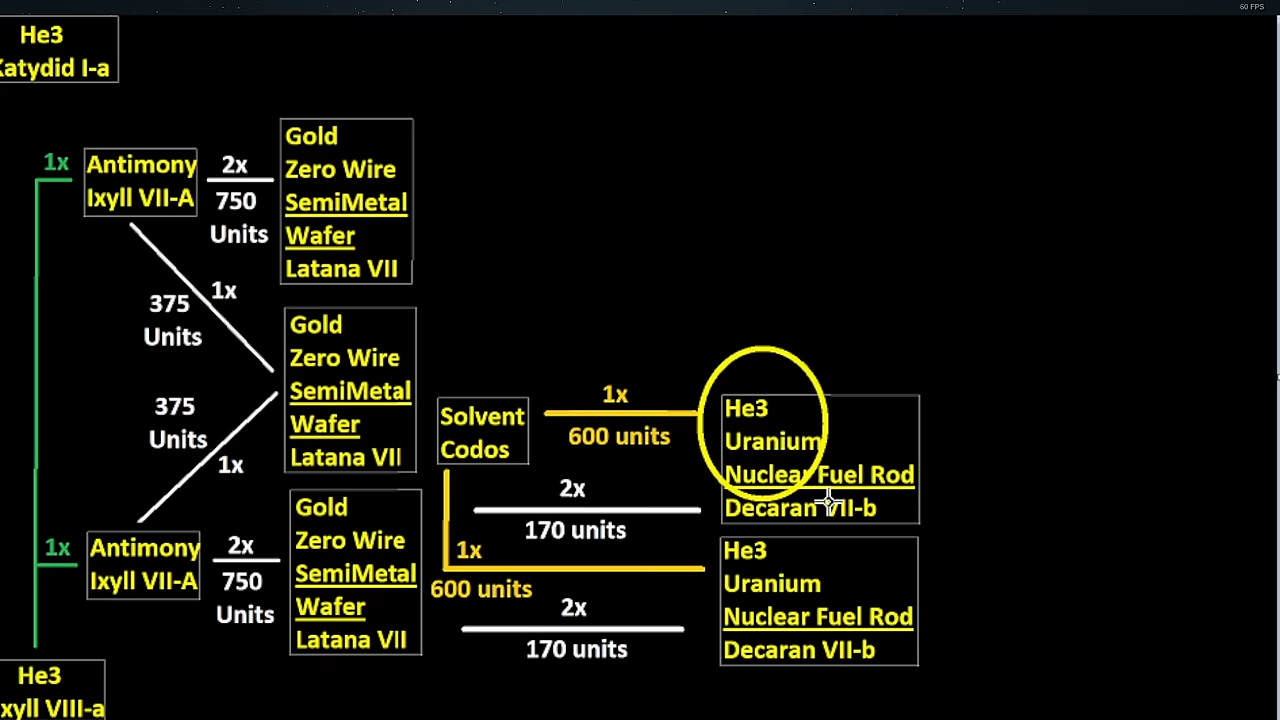 60 FPS
He3
Katydid I-a
1x
Antimony
Ixyll VII-A
2x
750
Units
Gold
Zero Wire
SemiMetal
Wafer
Latana VII
375
Units
1x
Gold
Zero Wire
SemiMetal
Wafer
Latana VII
375
Units
1x
Solvent
Codos
1x
600 units
He3
Uranium
Nuclear Fuel Rod
Decaran VII-b
2x
170 units
1x
600 units
He3
Uranium
Nuclear Fuel Rod
Decaran VII-b
2x
170 units
1x
Antimony
Ixyll VII-A
2x
750
Units
Gold
Zero Wire
SemiMetal
Wafer
Latana VII
He3
xyll VIII-a